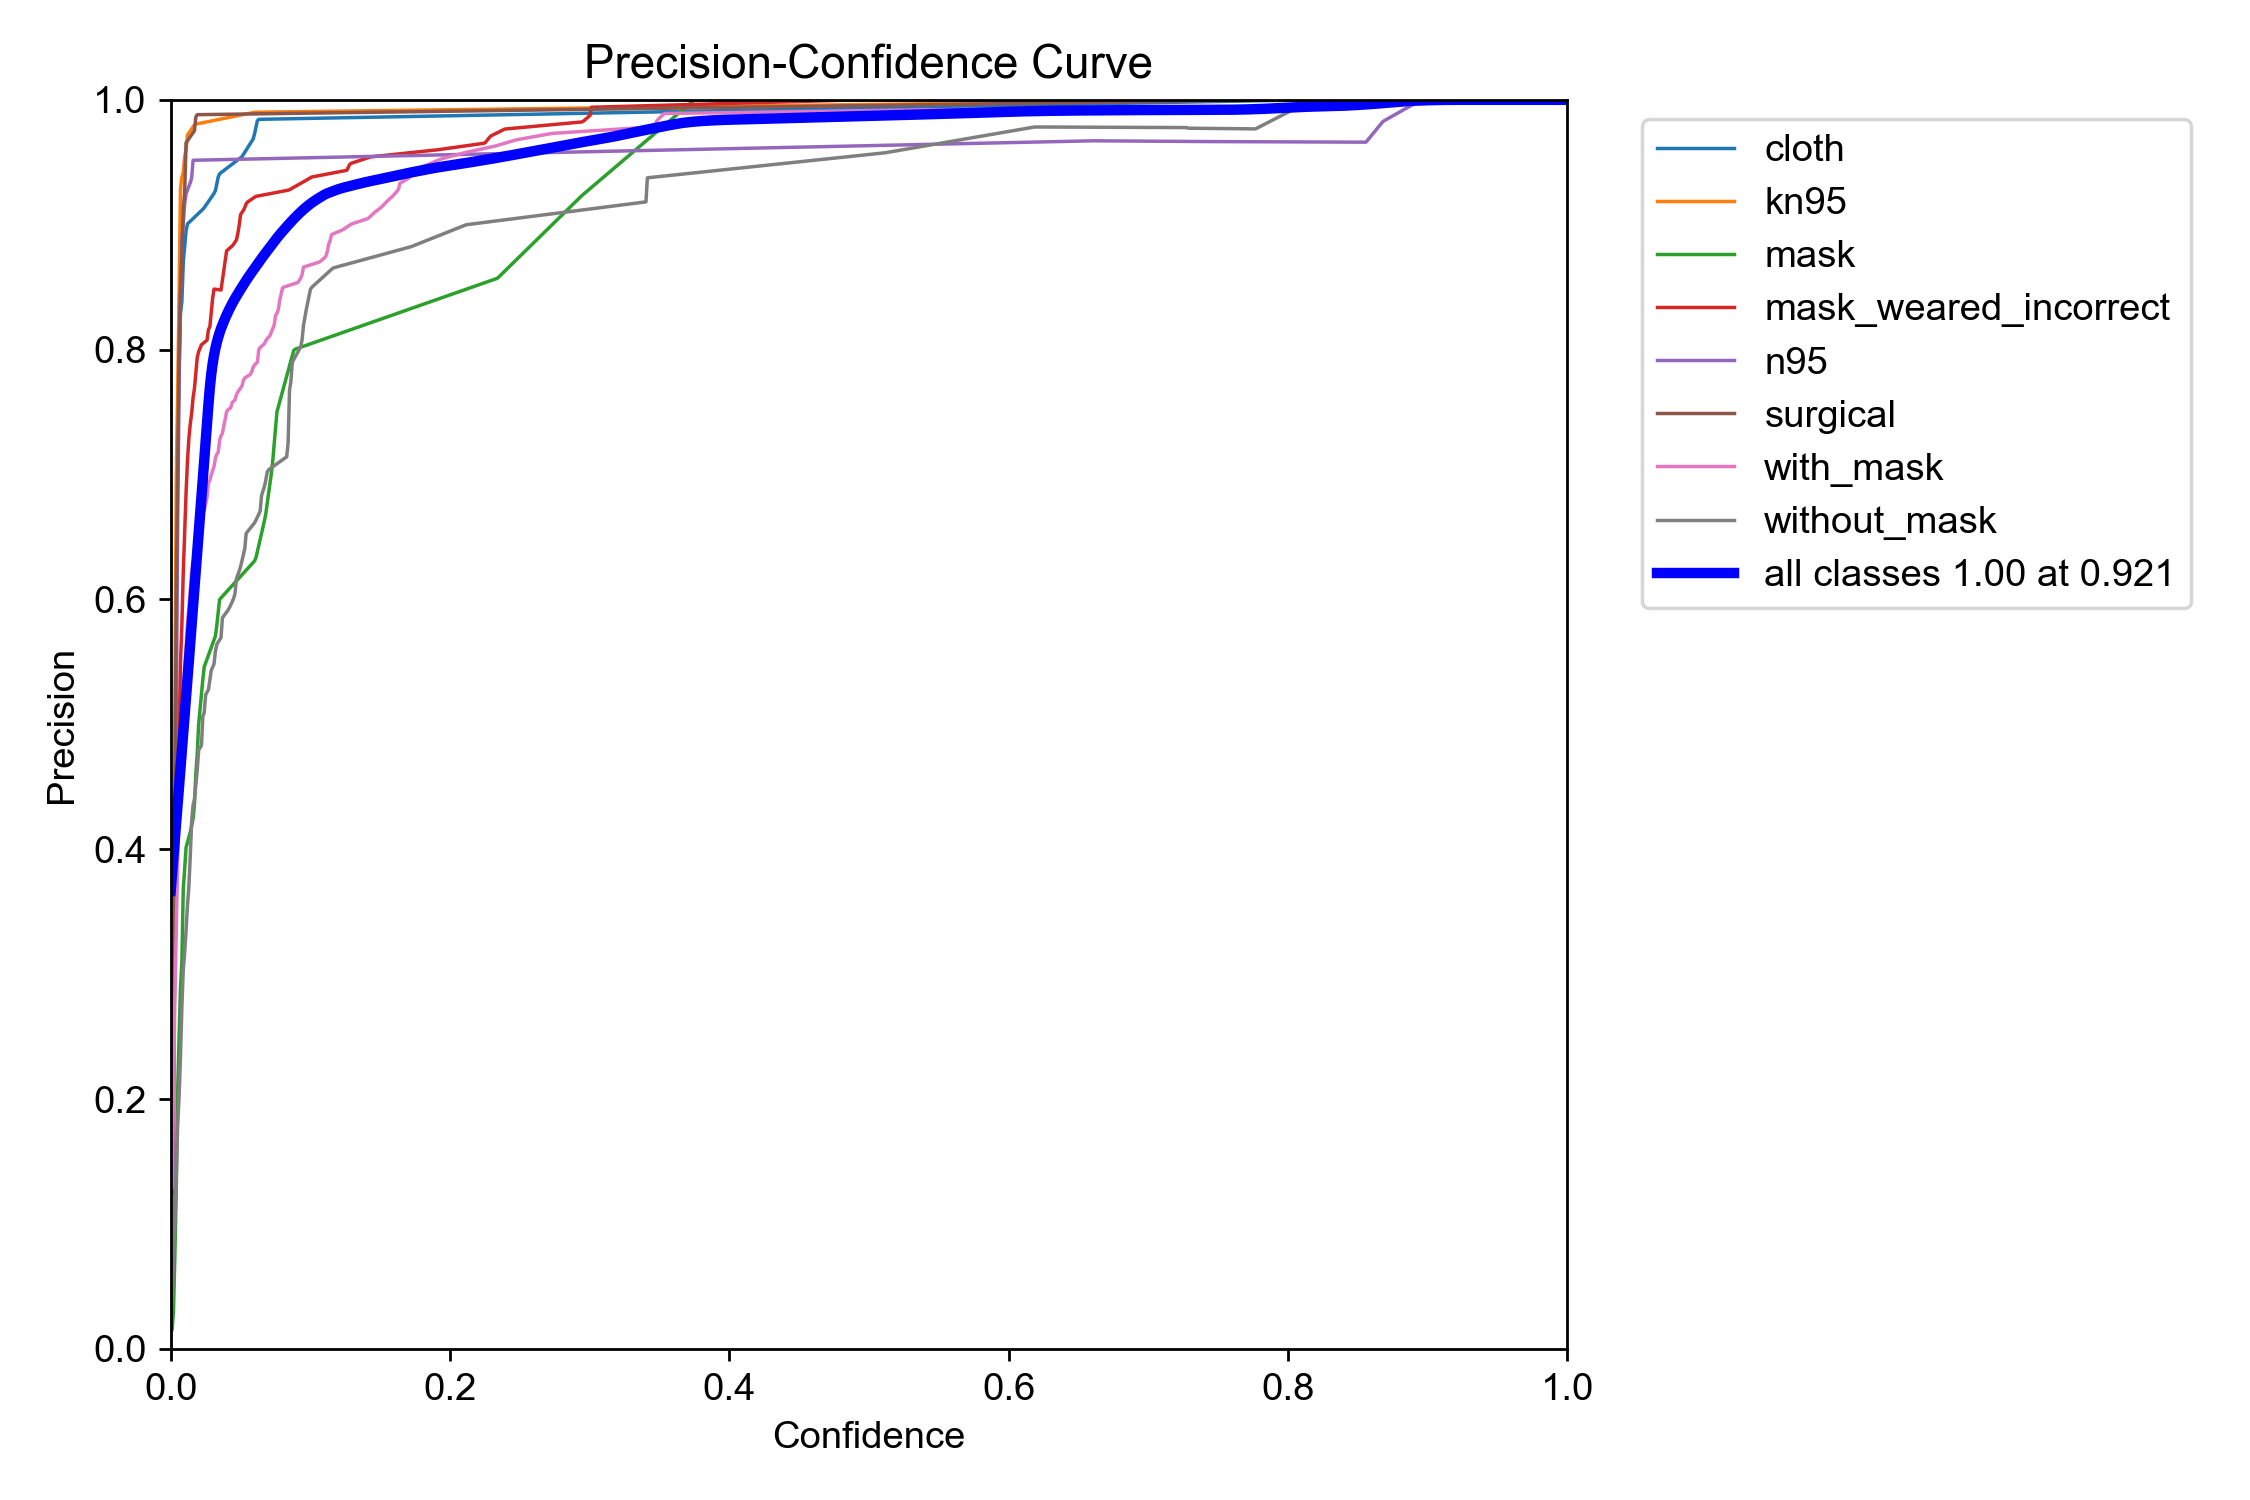 Precision-Confidence Curve
1.0
0.8
0.6
0.4
0.2
0.0
Precision
0.0 0.2 0.4 0.6 0.8 1.0
Confidence
cloth
kn95
mask
mask_weared_incorrect
n95
surgical
with_mask
without_mask
all classes 1.00 at 0.921